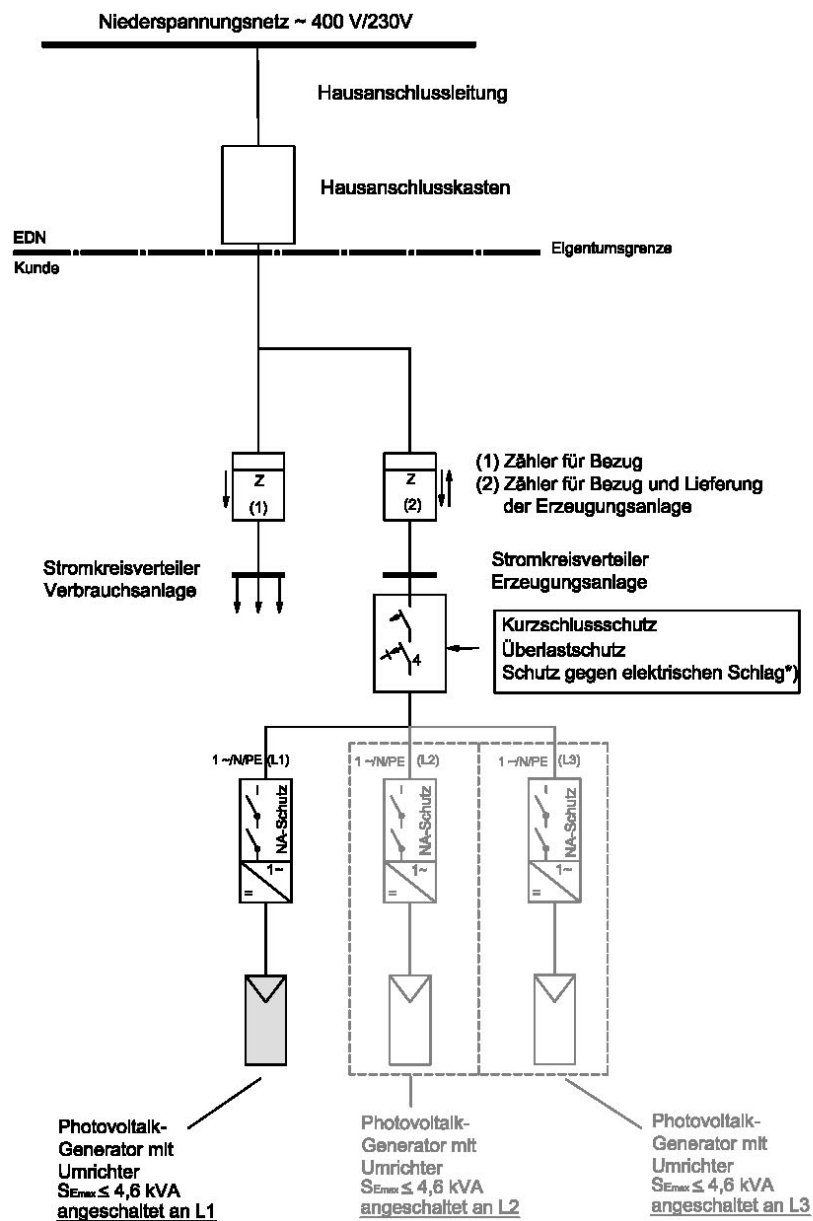 Niederspannungsnetz ~ 400 V/230V
Hausanschlussleitung
Hausanschlusskasten
EDN
Eigentumsgrenze
Kunde
Z
(1)
Z
(2)
(1) Zähler für Bezug
(2) Zähler für Bezug und Lieferung
der Erzeugungsanlage
Stromkreisverteiler
Verbrauchsanlage
Stromkreisverteiler
Erzeugungsanlage
4
Kurzschlussschutz
Überlastschutz
Schutz gegen elektrischen Schlag*)
1 ~/N/PE (L1)
1 ~/N/PE (L2)
1 ~/N/PE (L3)
NA-Schutz
NA-Schutz
NA-Schutz
1~
=
1~
=
1~
=
Photovoltaik-
Generator mit
Umrichter
SEmax ≤ 4,6 kVA
angeschaltet an L1
Photovoltaik-
Generator mit
Umrichter
SEmax ≤ 4,6 kVA
angeschaltet an L2
Photovoltaik-
Generator mit
Umrichter
SEmax ≤ 4,6 kVA
angeschaltet an L3